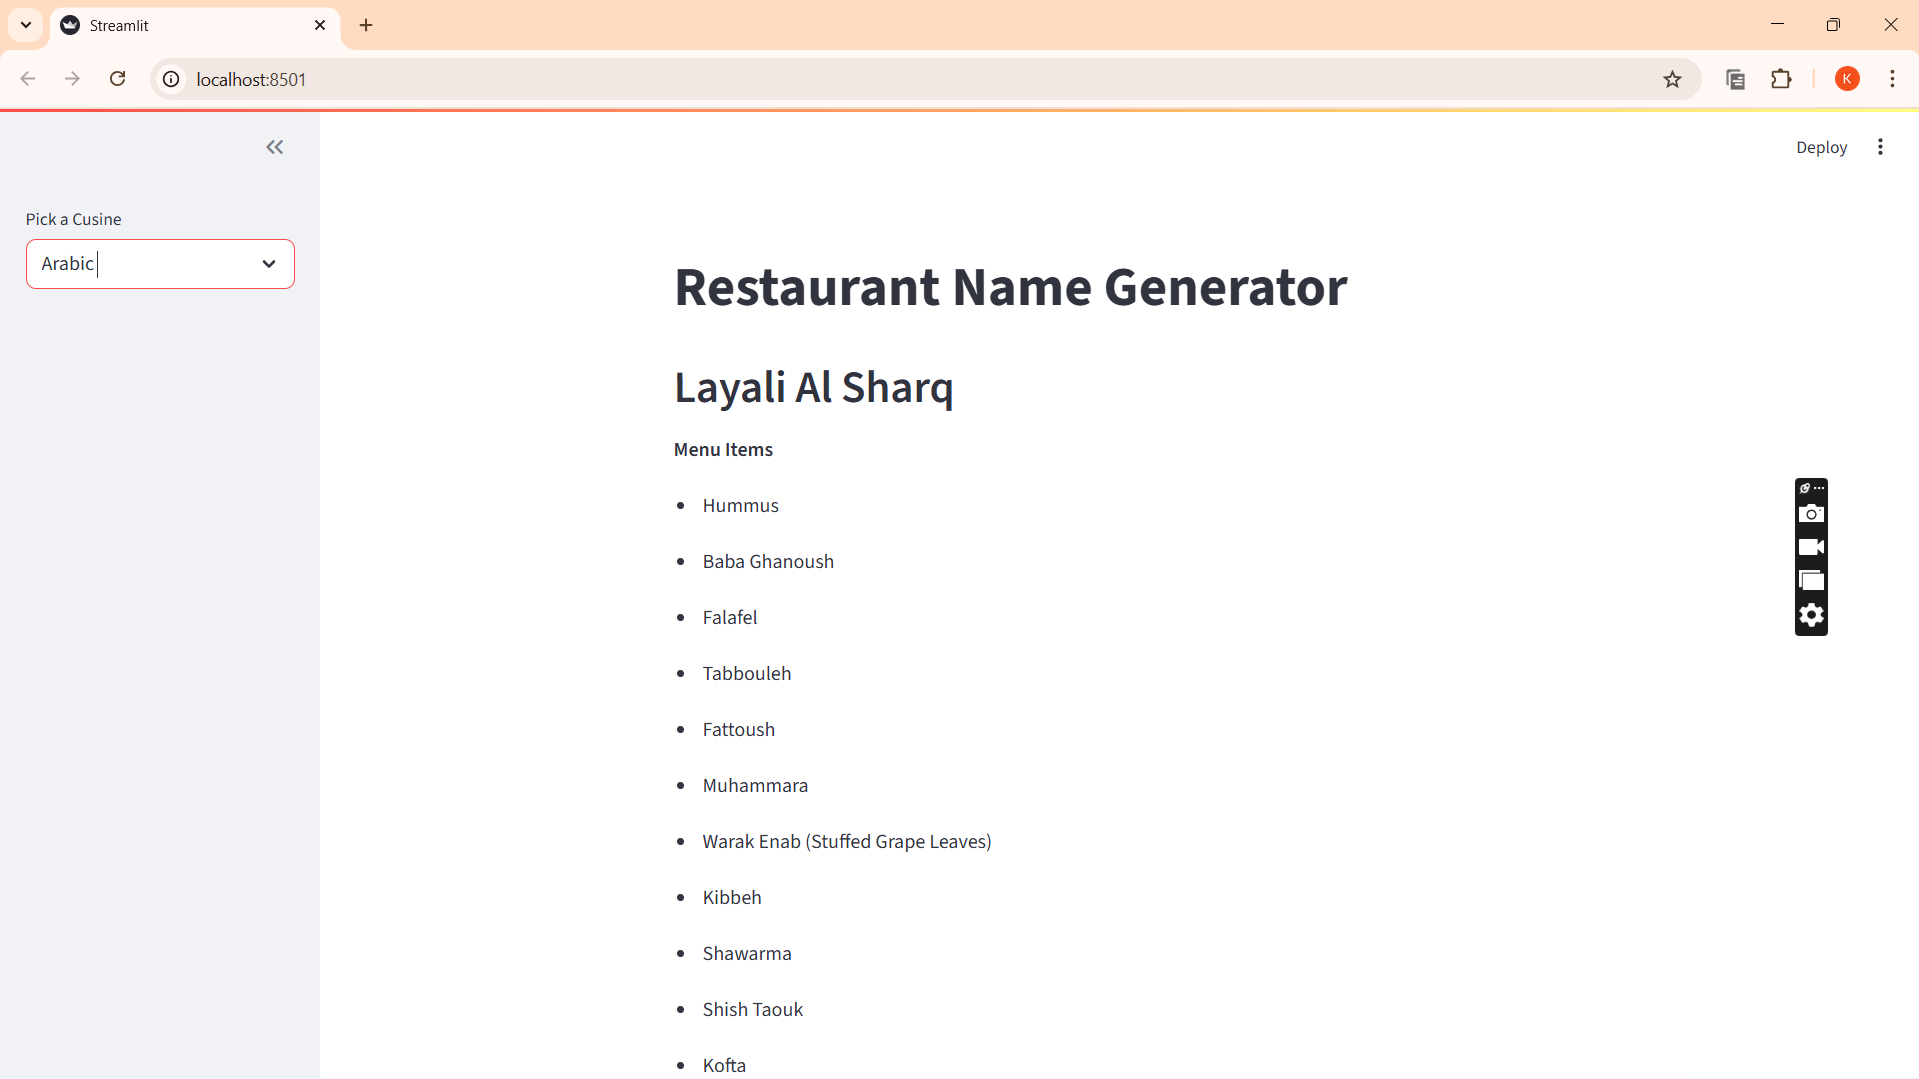 Streamlit
localhost:8501
K
Deploy
Pick a Cusine
Arabic
Restaurant Name Generator
Layali Al Sharq
Menu Items
Hummus
Baba Ghanoush
Falafel
Tabbouleh
Fattoush
Muhammara
Warak Enab (Stuffed Grape Leaves)
Kibbeh
Shawarma
Shish Taouk
Kofta